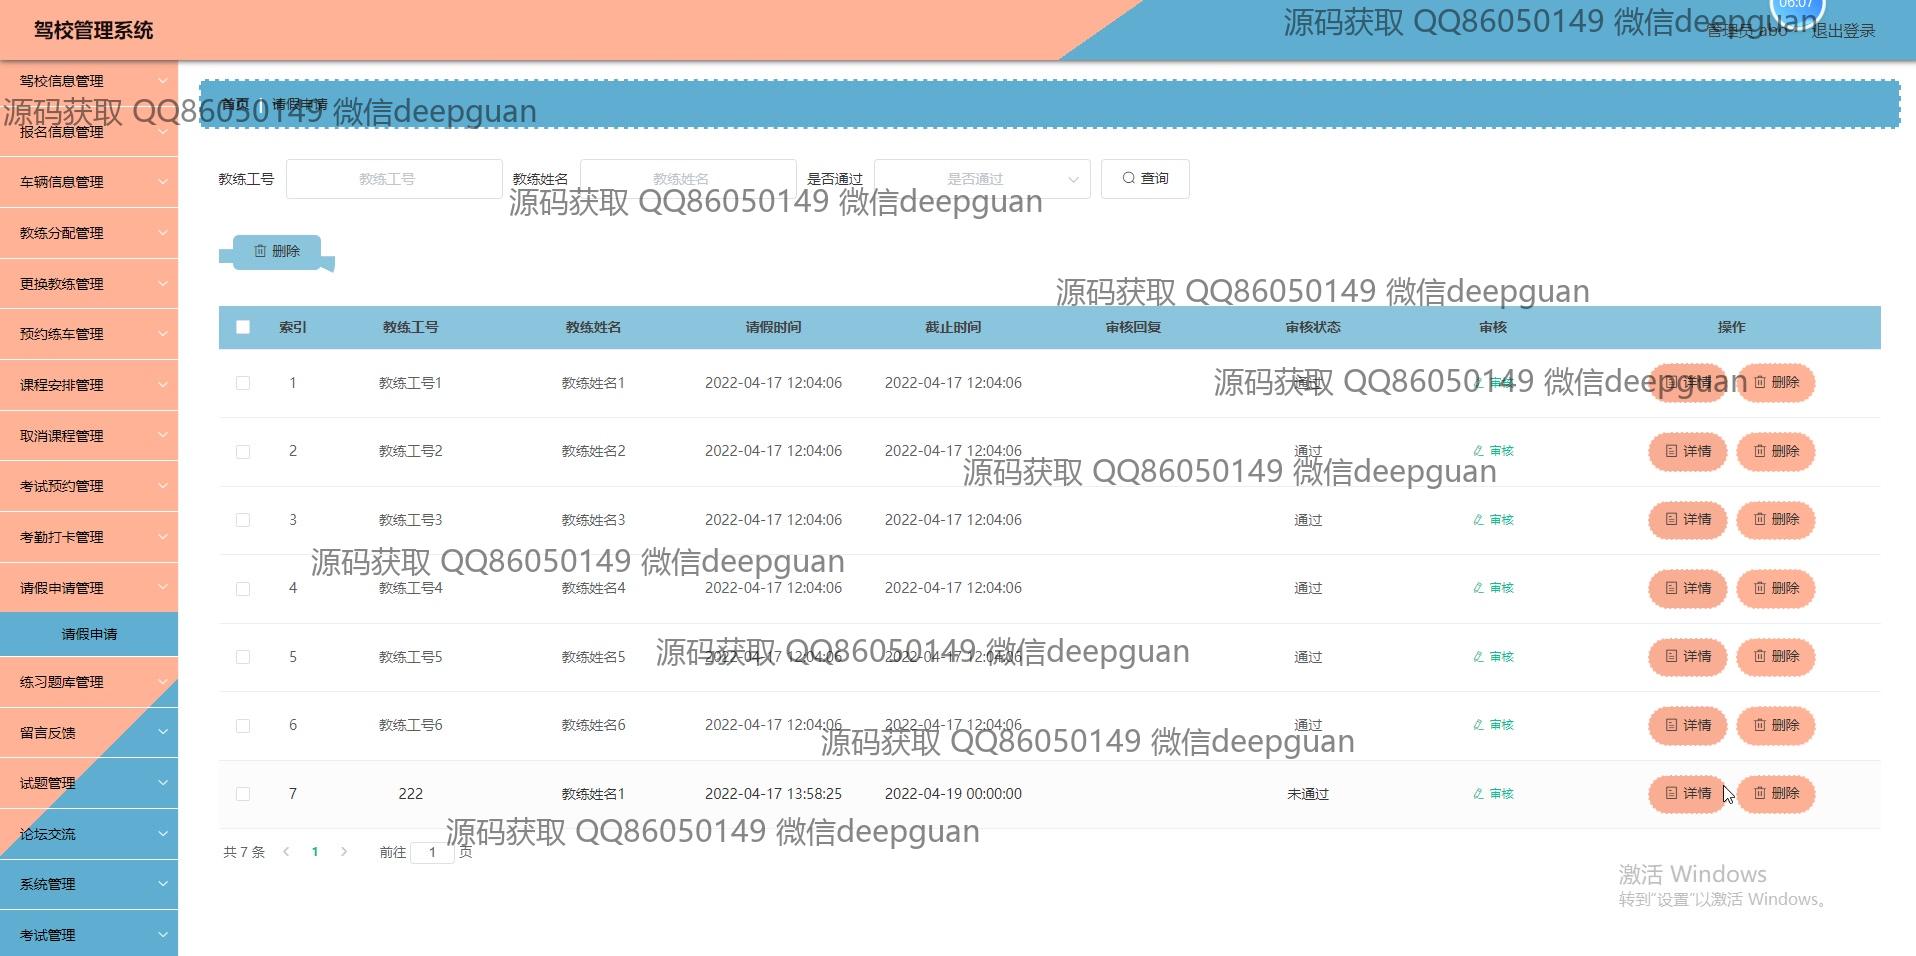 驾校管理系统
源码获取 QQ86050149 微信deepguan
06:07
管理员 abo 退出登录
驾校信息管理
首页 请假申请
源码获取 QQ86050149 微信deepguan
报名信息管理
车辆信息管理
教练工号 教练工号 教练姓名 教练姓名 是否通过 是否通过 查询
源码获取 QQ86050149 微信deepguan
教练分配管理
删除
更换教练管理
源码获取 QQ86050149 微信deepguan
预约练车管理
索引 教练工号 教练姓名 请假时间 截止时间 审核回复 审核状态 审核 操作
课程安排管理
1 教练工号1 教练姓名1 2022-04-17 12:04:06 2022-04-17 12:04:06 通过 审核 详情 删除
源码获取 QQ86050149 微信deepguan
取消课程管理
2 教练工号2 教练姓名2 2022-04-17 12:04:06 2022-04-17 12:04:06 通过 审核 详情 删除
源码获取 QQ86050149 微信deepguan
考试预约管理
3 教练工号3 教练姓名3 2022-04-17 12:04:06 2022-04-17 12:04:06 通过 审核 详情 删除
考勤打卡管理
源码获取 QQ86050149 微信deepguan
请假申请管理
4 教练工号4 教练姓名4 2022-04-17 12:04:06 2022-04-17 12:04:06 通过 审核 详情 删除
请假申请
5 教练工号5 教练姓名5 2022-04-17 12:04:06 2022-04-17 12:04:06 通过 审核 详情 删除
源码获取 QQ86050149 微信deepguan
练习题库管理
6 教练工号6 教练姓名6 2022-04-17 12:04:06 2022-04-17 12:04:06 通过 审核 详情 删除
留言反馈
源码获取 QQ86050149 微信deepguan
试题管理
7 222 教练姓名1 2022-04-17 13:58:25 2022-04-19 00:00:00 未通过 审核 详情 删除
论坛交流
源码获取 QQ86050149 微信deepguan
共 7 条 1 前往 1 页
系统管理
激活 Windows
转到“设置”以激活 Windows。
考试管理